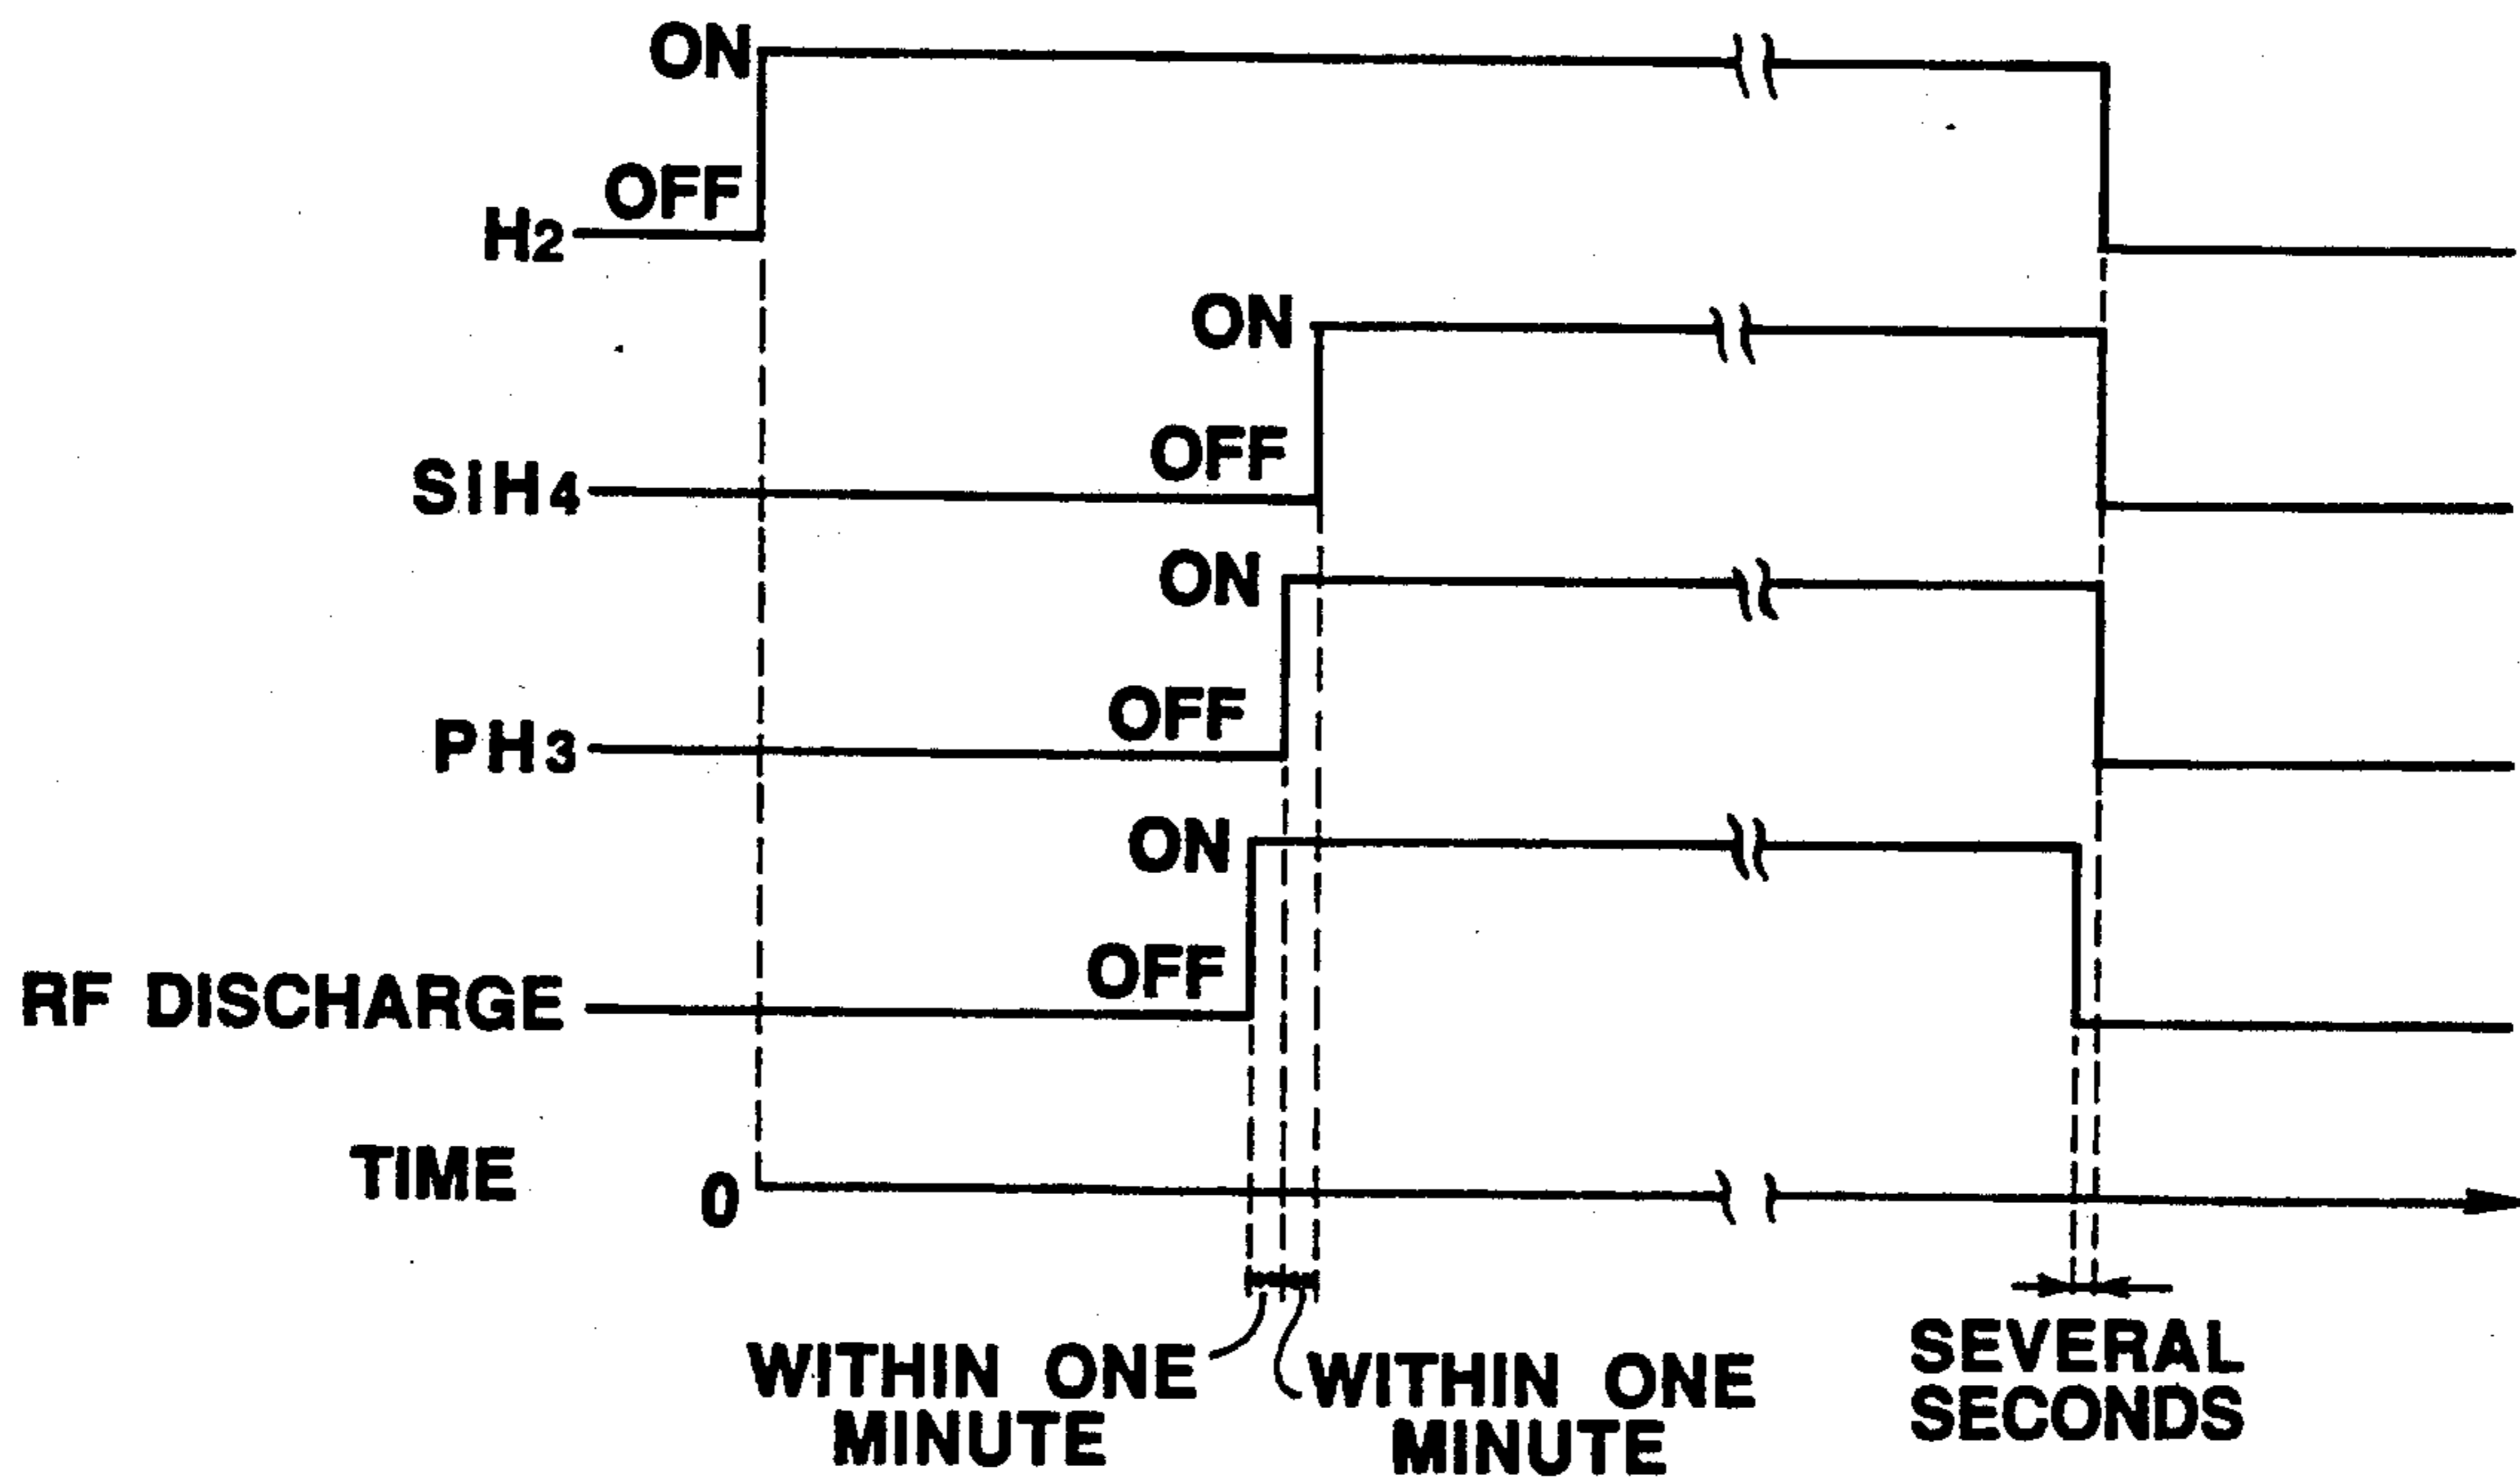 ON
OFF
H2
ON
OFF
SiH4
ON
OFF
PH3
ON
OFF
RF DISCHARGE
TIME
0
WITHIN ONE
MINUTE
WITHIN ONE
MINUTE
SEVERAL
SECONDS